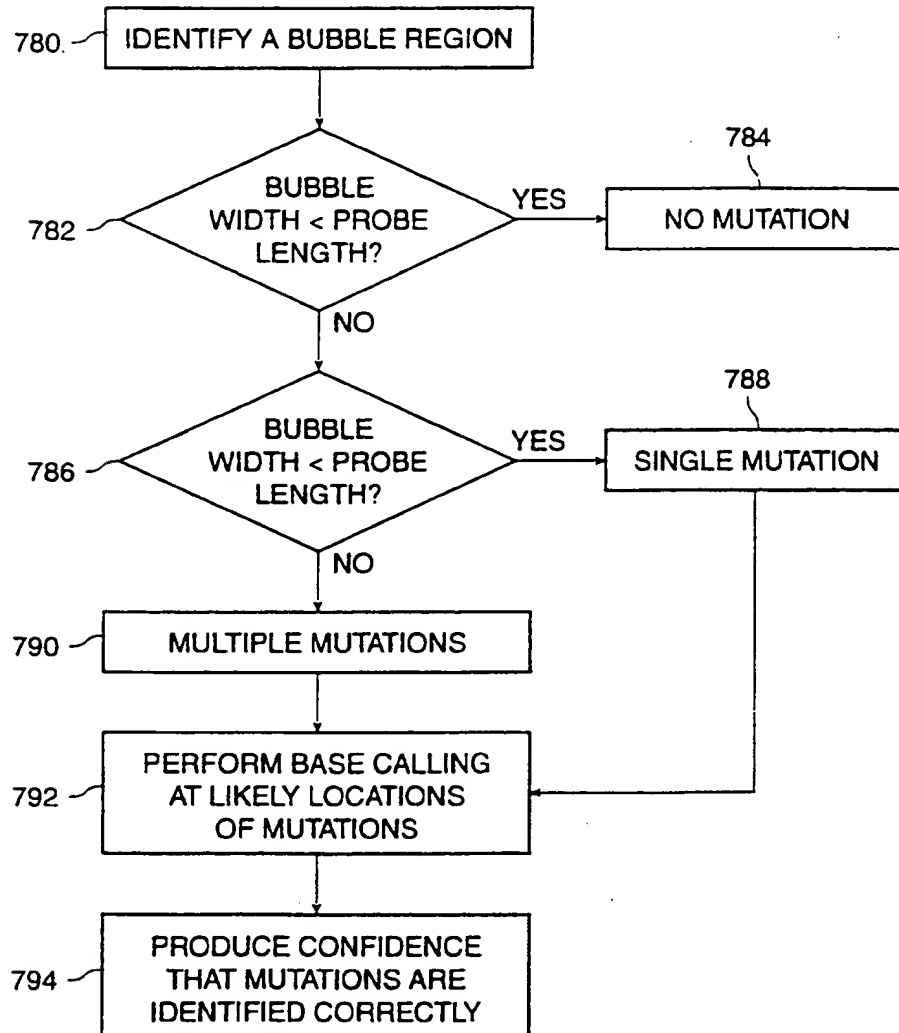 780
IDENTIFY A BUBBLE REGION
782
BUBBLE
WIDTH < PROBE
LENGTH?
YES
784
NO MUTATION
NO
786
BUBBLE
WIDTH < PROBE
LENGTH?
YES
788
SINGLE MUTATION
NO
790
MULTIPLE MUTATIONS
792
PERFORM BASE CALLING
AT LIKELY LOCATIONS
OF MUTATIONS
794
PRODUCE CONFIDENCE
THAT MUTATIONS ARE
IDENTIFIED CORRECTLY